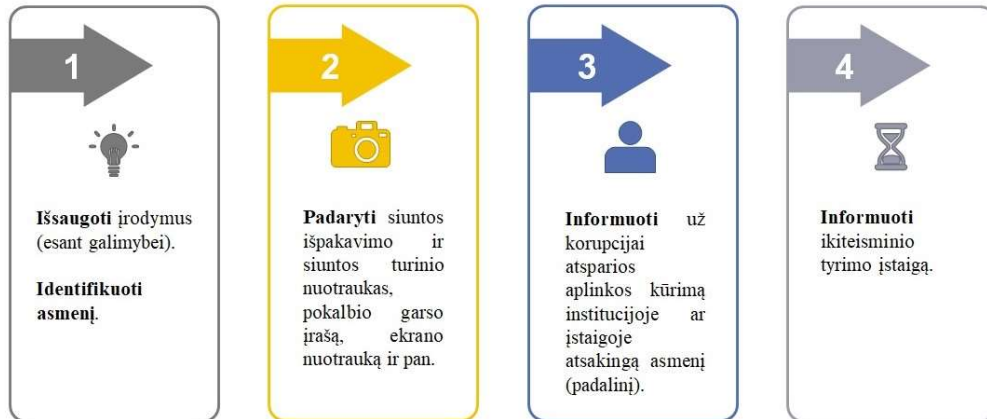 1
Išsaugoti įrodymus
(esant galimybei).
Identifikuoti
asmenį.
2
Padaryti siuntos
išpakavimo ir
siuntos turinio
nuotraukas,
pokalbio garso
įrašą, ekrano
nuotrauką ir pan.
3
Informuoti už
korupcijai
atsparios
aplinkos kūrimą
institucijoje ar
įstaigoje
atsakingą asmenį
(padalinį).
4
Informuoti
ikiteisminio
tyrimo įstaigą.